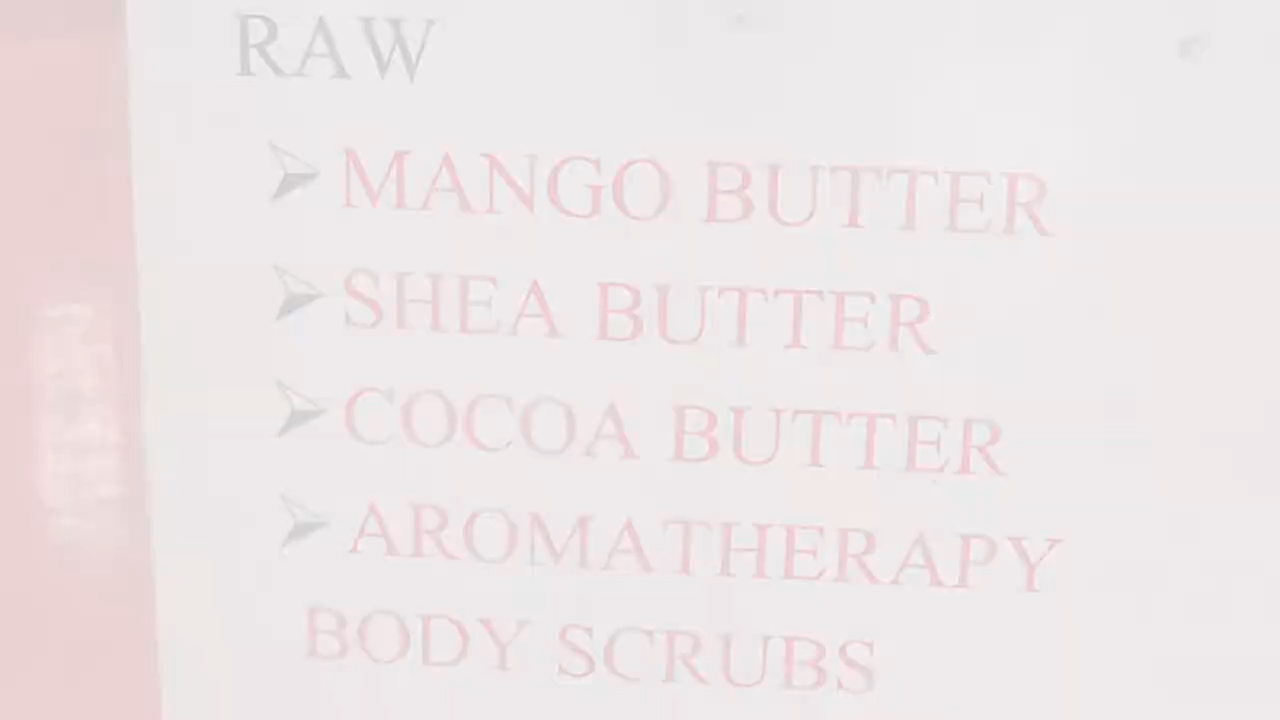 RAW
➢ MANGO BUTTER
➢ SHEA BUTTER
➢ COCOA BUTTER
➢ AROMATHERAPY
BODY SCRUBS